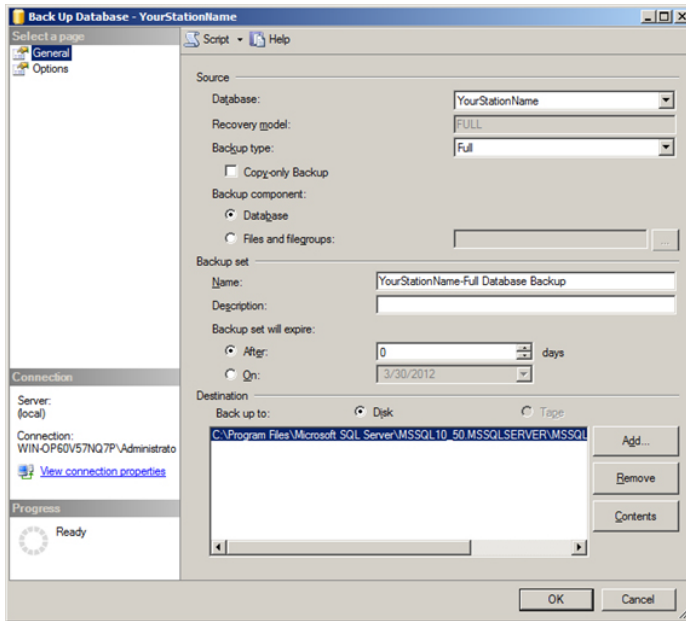 Back Up Database - YourStationName
Select a page
General
Options
Script
Help
Source
Database:
YourStationName
Recovery model:
FULL
Backup type:
Full
Copy-only Backup
Backup component:
Database
Files and filegroups:
...
Backup set
Name:
YourStationName-Full Database Backup
Description:
Backup set will expire:
After:
0
days
On:
3/30/2012
Destination
Back up to:
Disk
Tape
C:\Program Files\Microsoft SQL Server\MSSQL10_50.MSSQLSERVER\MSSQL
Add...
Remove
Contents
Connection
Server:
(local)
Connection:
WIN-OP60V57NQ7P\Administrato
View connection properties
Progress
Ready
OK
Cancel